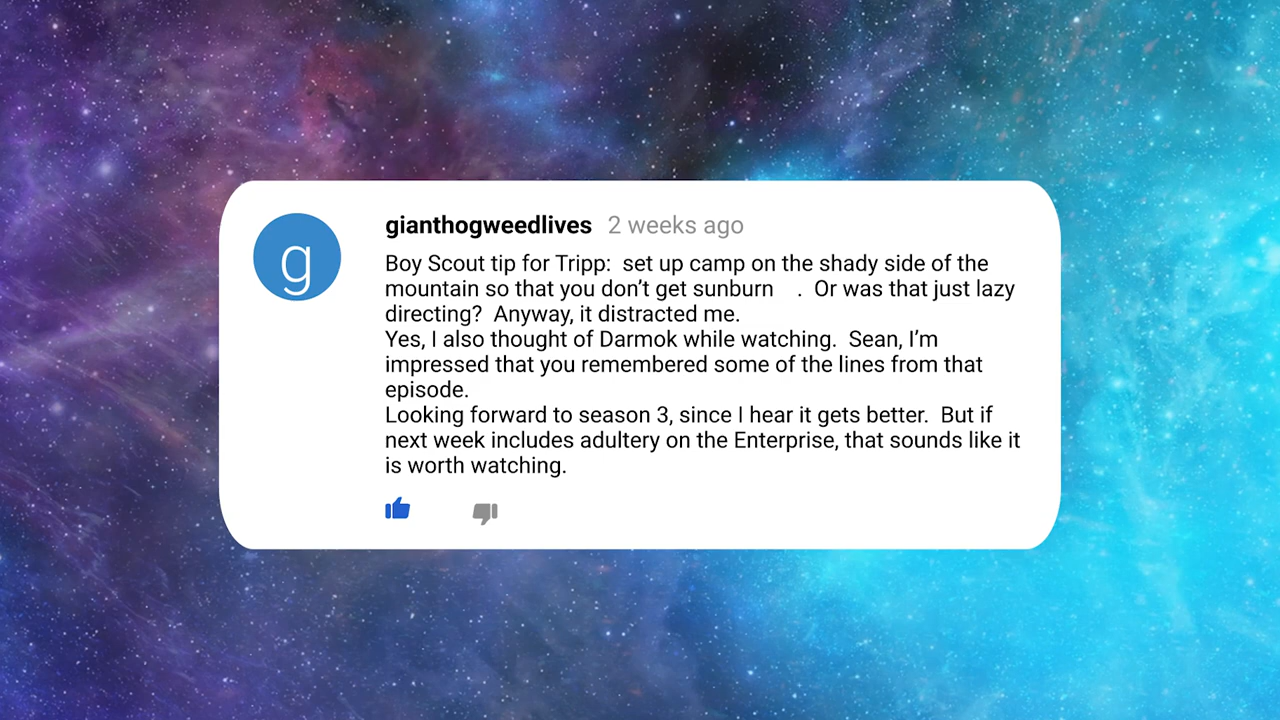 g
gianthogweedlives 2 weeks ago
Boy Scout tip for Tripp:  set up camp on the shady side of the
mountain so that you don’t get sunburn    .  Or was that just lazy
directing?  Anyway, it distracted me.
Yes, I also thought of Darmok while watching.  Sean, I’m
impressed that you remembered some of the lines from that
episode.
Looking forward to season 3, since I hear it gets better.  But if
next week includes adultery on the Enterprise, that sounds like it
is worth watching.